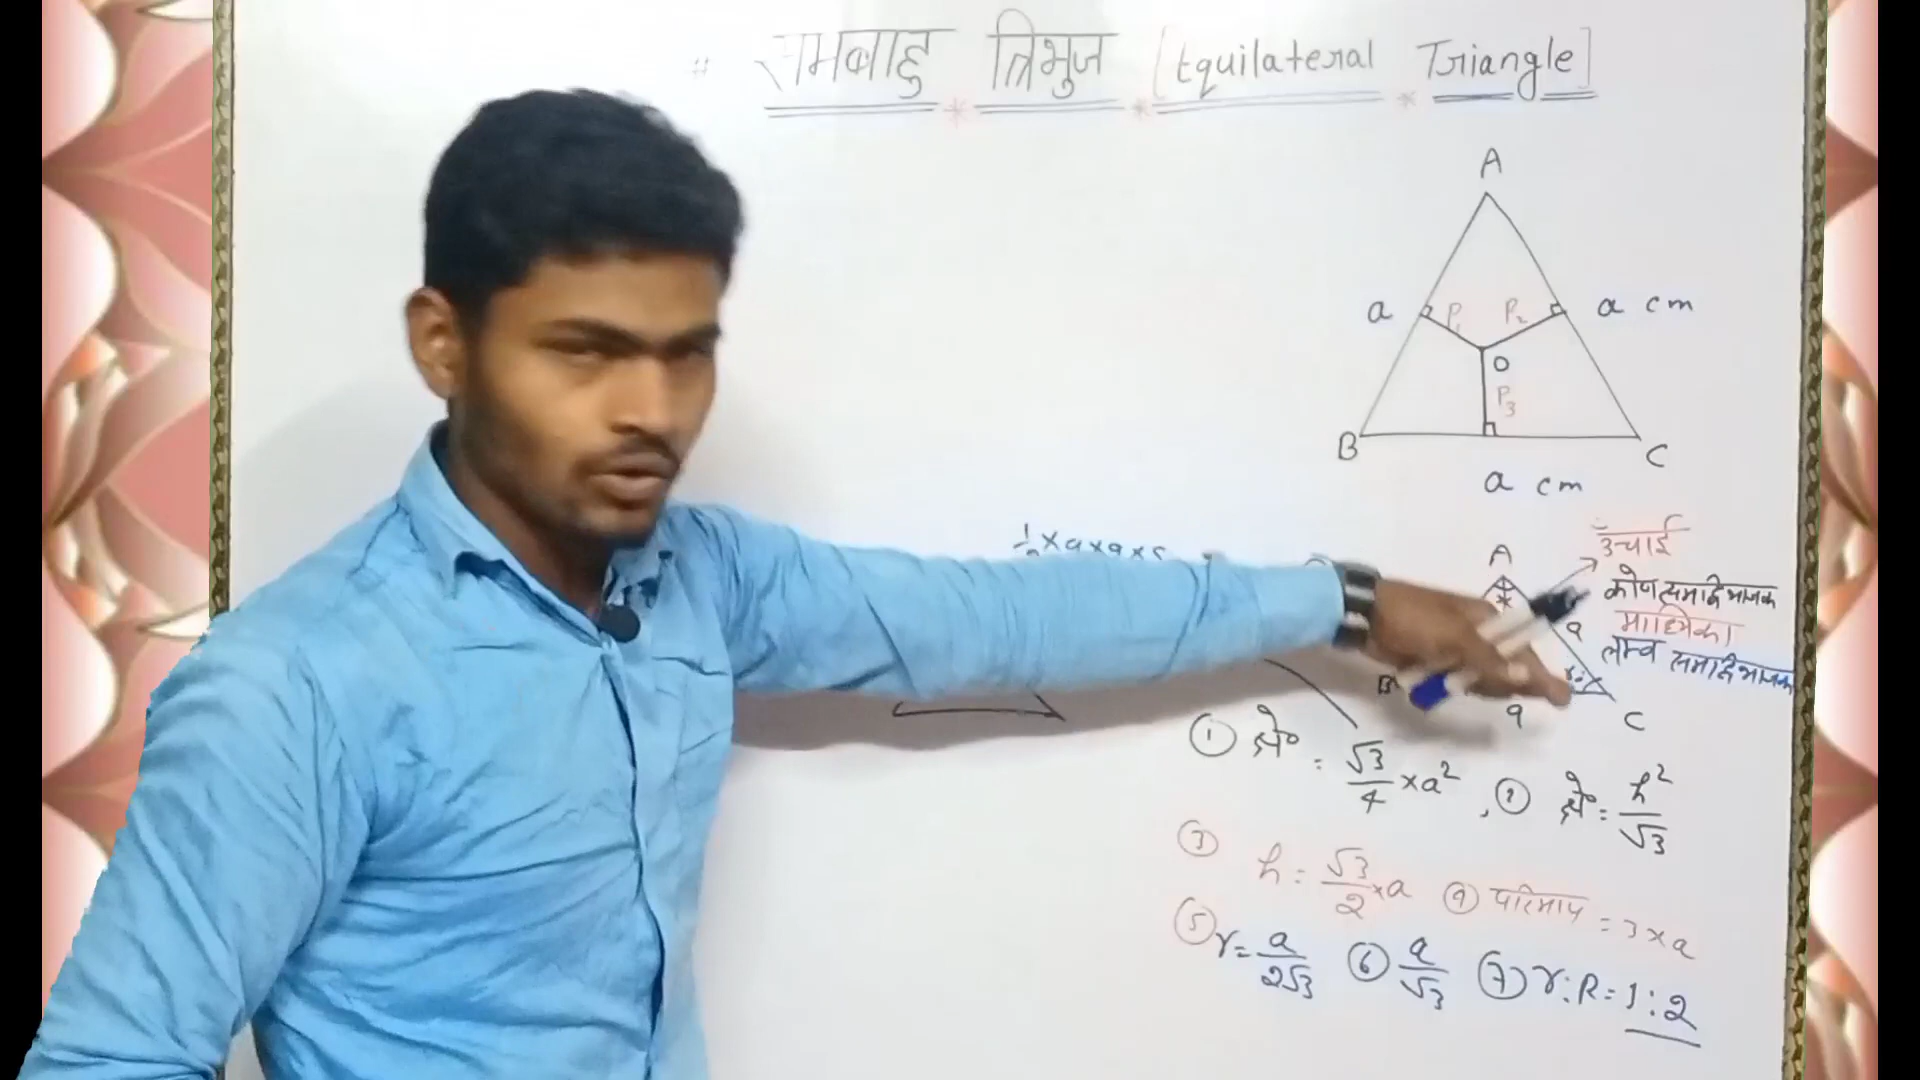 # समबाहु त्रिभुज [Equilateral Triangle]
A
a P₁ P₂ a cm
O
P₃
B C
a cm
A ऊँचाई
कोण समद्विभाजक
a माध्यिका
लम्ब समद्विभाजक
B a C
① क्षे० = √3/4 × a² , ② क्षे० = h²/√3
③ h = √3/2 × a ④ परिमाप = 3 × a
⑤ r = a/2√3 ⑥ a/√3 ⑦ r : R = 1 : 2